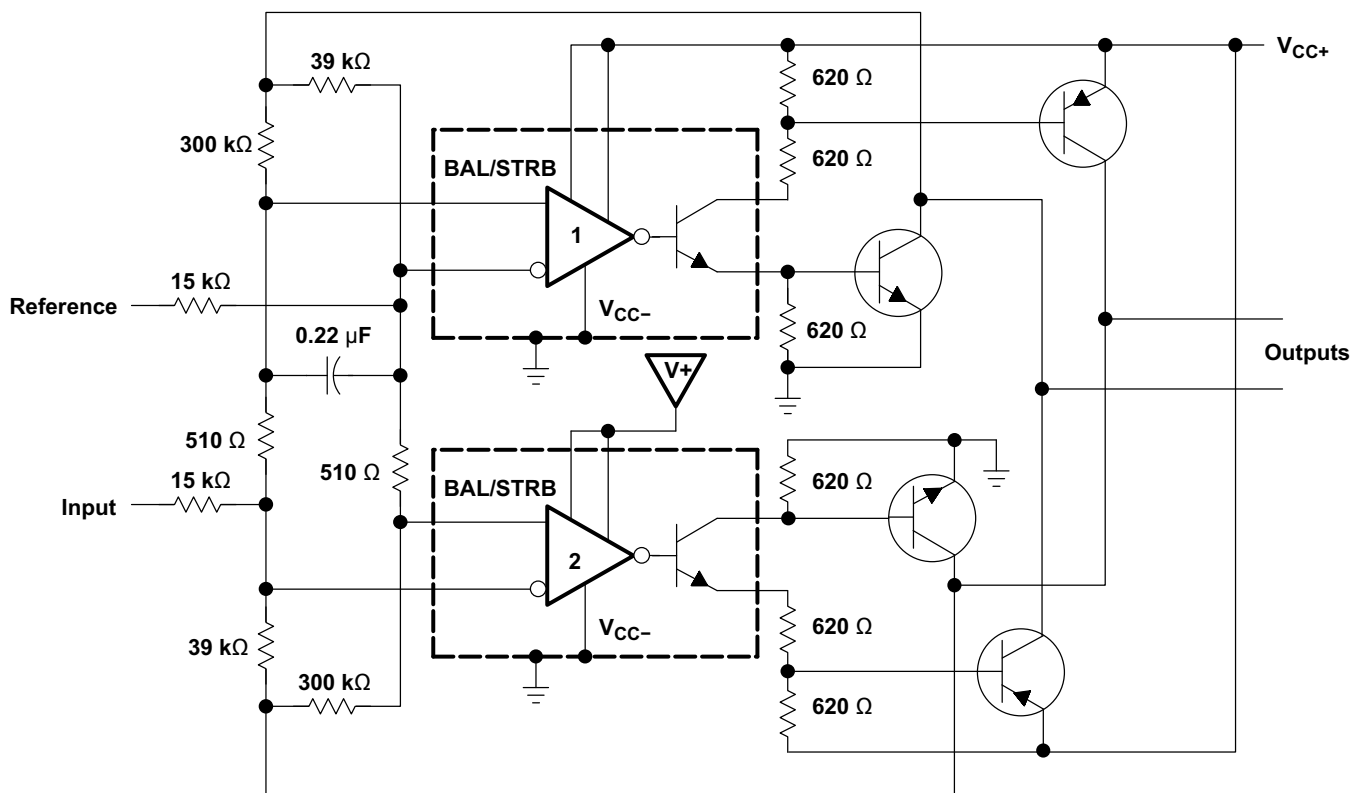 39 kΩ
V_CC+
620 Ω
300 kΩ
BAL/STRB
620 Ω
1
15 kΩ
Reference
V_CC–
0.22 µF
620 Ω
V+
Outputs
510 Ω
510 Ω
15 kΩ
BAL/STRB
620 Ω
Input
2
V_CC–
620 Ω
39 kΩ
300 kΩ
620 Ω